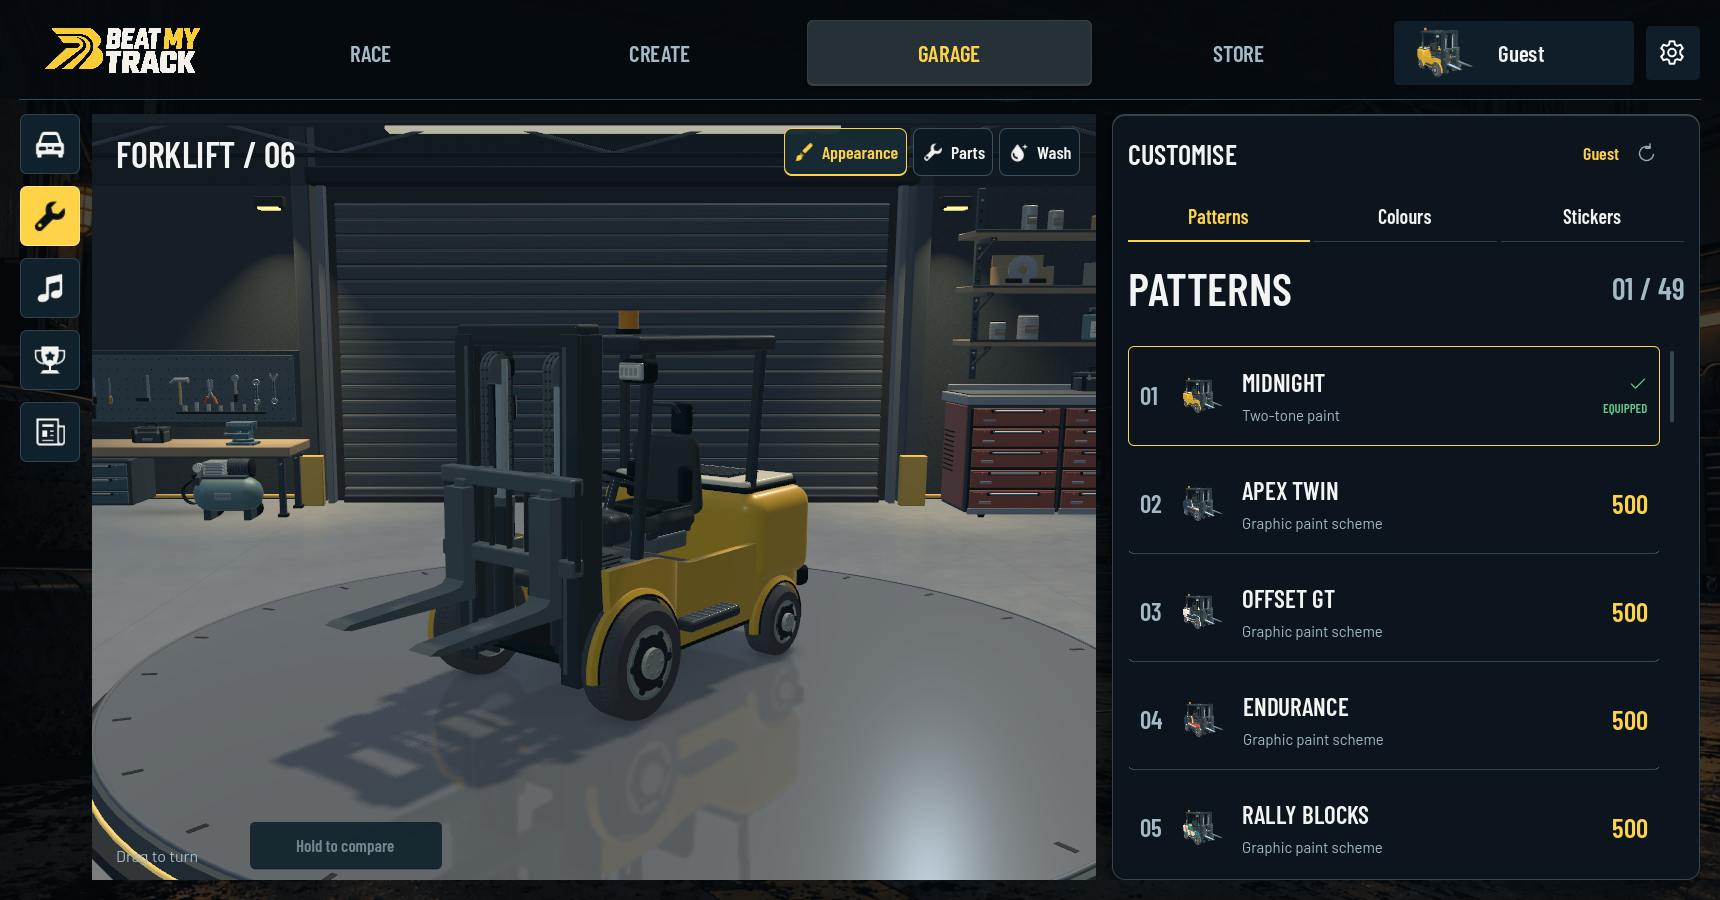 BEAT MY
TRACK
RACE
CREATE
GARAGE
STORE
Guest
FORKLIFT / 06
Appearance
Parts
Wash
Drag to turn
Hold to compare
CUSTOMISE
Guest
Patterns
Colours
Stickers
PATTERNS
01 / 49
01
MIDNIGHT
Two-tone paint
EQUIPPED
02
APEX TWIN
Graphic paint scheme
500
03
OFFSET GT
Graphic paint scheme
500
04
ENDURANCE
Graphic paint scheme
500
05
RALLY BLOCKS
Graphic paint scheme
500